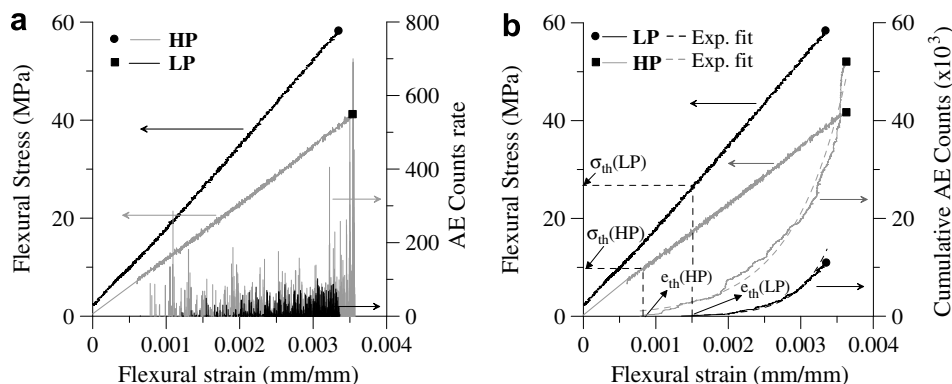 a
60
40
20
0
Flexural Stress (MPa)
HP
LP
800
600
400
200
0
AE Counts rate
0 0.001 0.002 0.003 0.004
Flexural strain (mm/mm)
b
60
40
20
0
Flexural Stress (MPa)
LP Exp. fit
HP Exp. fit
σth(LP)
σth(HP)
eth(HP)
eth(LP)
60
40
20
0
Cumulative AE Counts (x10³)
0 0.001 0.002 0.003 0.004
Flexural strain (mm/mm)